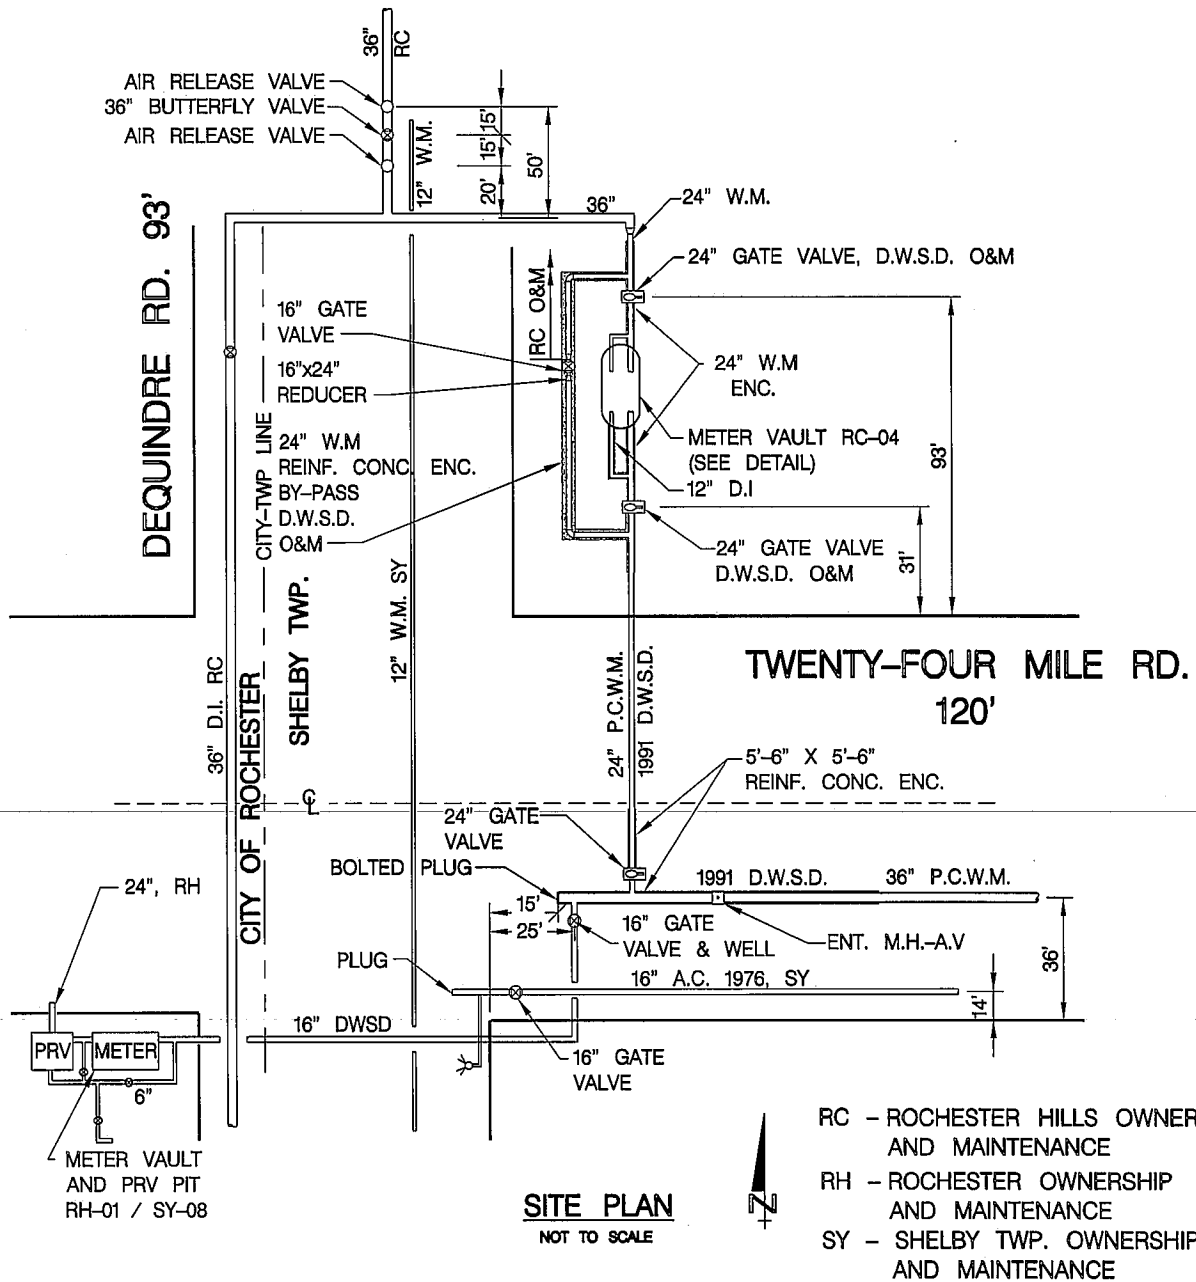 36"
RC
AIR RELEASE VALVE
36" BUTTERFLY VALVE
AIR RELEASE VALVE
12" W.M.
15'
15'
20'
50'
36"
24" W.M.
24" GATE VALVE, D.W.S.D. O&M
DEQUINDRE RD. 93'
RC O&M
16" GATE
VALVE
16"x24"
REDUCER
24" W.M
REINF. CONC. ENC.
BY-PASS
D.W.S.D.
O&M
CITY-TWP LINE
24" W.M
ENC.
METER VAULT RC-04
(SEE DETAIL)
12" D.I
93'
24" GATE VALVE
D.W.S.D. O&M
31'
12" W.M. SY
SHELBY TWP.
36" D.I. RC
CITY OF ROCHESTER
24" P.C.W.M.
1991 D.W.S.D.
TWENTY-FOUR MILE RD.
120'
5'-6" X 5'-6"
REINF. CONC. ENC.
CL
24" GATE
VALVE
BOLTED PLUG
1991 D.W.S.D.
36" P.C.W.M.
24", RH
15'
25'
16" GATE
VALVE & WELL
ENT. M.H.-A.V
36'
PLUG
16" A.C. 1976, SY
14'
16" DWSD
PRV
METER
6"
16" GATE
VALVE
METER VAULT
AND PRV PIT
RH-01 / SY-08
SITE PLAN
NOT TO SCALE
N
RC - ROCHESTER HILLS OWNER
AND MAINTENANCE
RH - ROCHESTER OWNERSHIP
AND MAINTENANCE
SY - SHELBY TWP. OWNERSHIP
AND MAINTENANCE